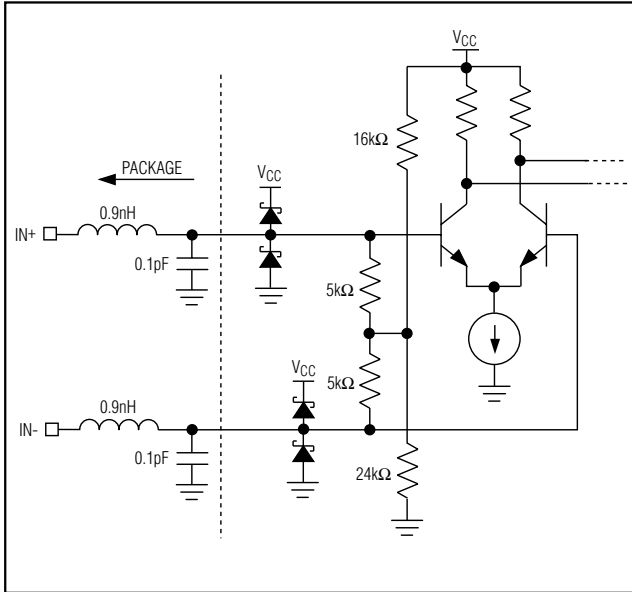 VCC
16kΩ
PACKAGE
VCC
0.9nH
IN+
0.1pF
5kΩ
VCC
5kΩ
0.9nH
IN-
0.1pF
24kΩ